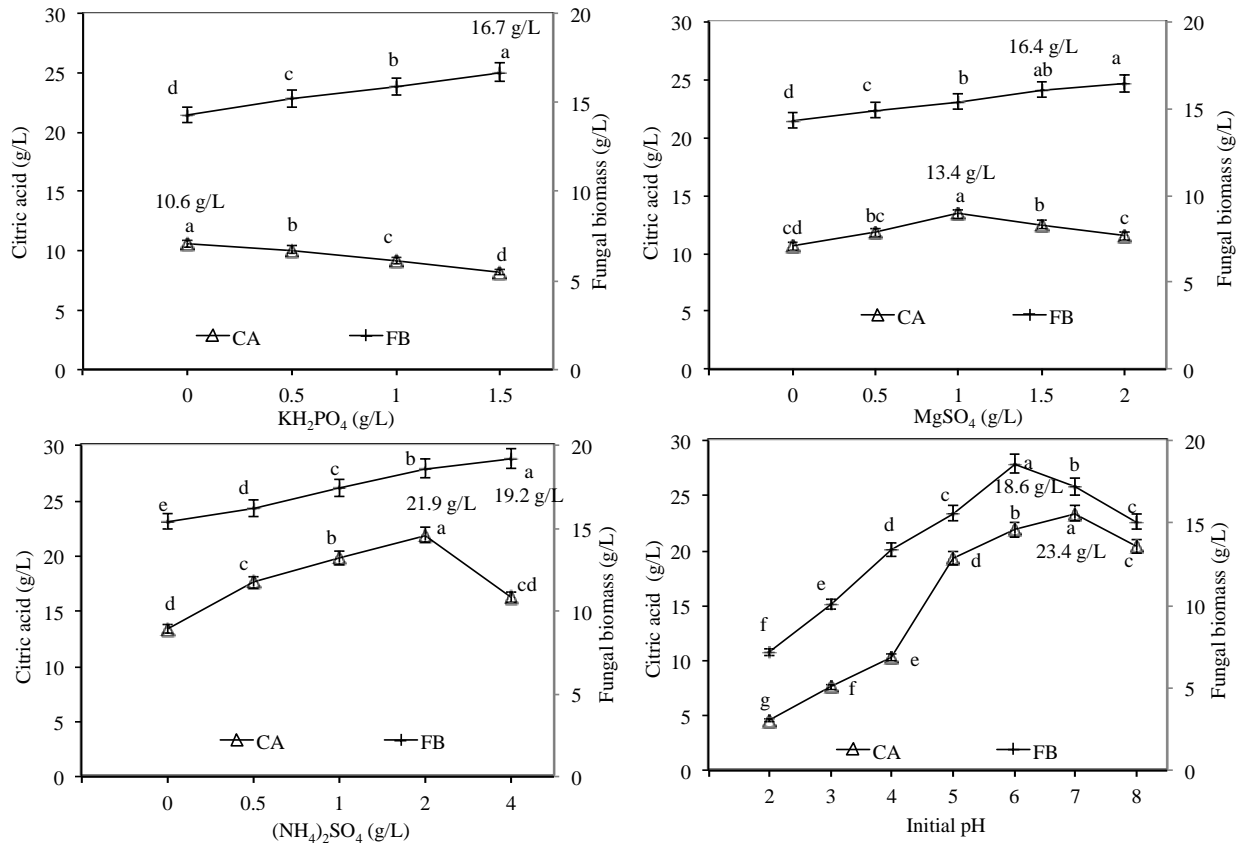 30
25
20
15
10
5
0
Citric acid (g/L)
16.7 g/L
d
c
b
a
10.6 g/L
a
b
c
d
CA
FB
20
15
10
5
0
Fungal biomass (g/L)
0 0.5 1 1.5
KH₂PO₄ (g/L)
30
25
20
15
10
5
0
Citric acid (g/L)
16.4 g/L
d
c
b
ab
a
13.4 g/L
cd
bc
a
b
c
CA
FB
20
15
10
5
0
Fungal biomass (g/L)
0 0.5 1 1.5 2
MgSO₄ (g/L)
30
25
20
15
10
5
0
Citric acid (g/L)
e
d
c
b
a
21.9 g/L
19.2 g/L
d
c
b
a
cd
CA
FB
20
15
10
5
0
Fungal biomass (g/L)
0 0.5 1 2 4
(NH₄)₂SO₄ (g/L)
30
25
20
15
10
5
0
Citric acid (g/L)
f
e
d
c
a
b
c
18.6 g/L
g
f
e
d
b
a
c
23.4 g/L
CA
FB
20
15
10
5
0
Fungal biomass (g/L)
2 3 4 5 6 7 8
Initial pH